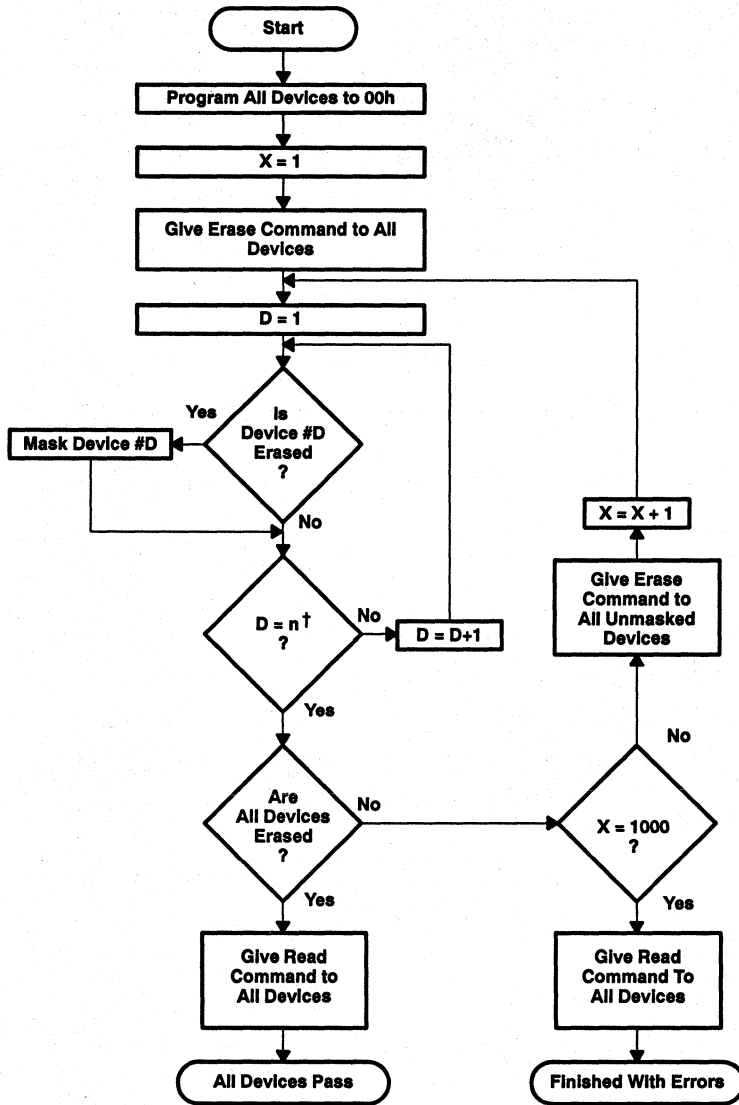 Start
Program All Devices to 00h
X = 1
Give Erase Command to All
Devices
D = 1
Yes
Is
Device #D
Erased
?
Mask Device #D
No
X = X + 1
D = n†
?
No
D = D+1
Give Erase
Command to
All Unmasked
Devices
Yes
No
Are
All Devices
Erased
?
No
X = 1000
?
Yes
Yes
Give Read
Command to
All Devices
Give Read
Command To
All Devices
All Devices Pass
Finished With Errors